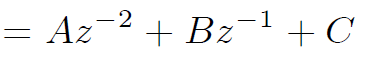 = Az⁻² + Bz⁻¹ + C